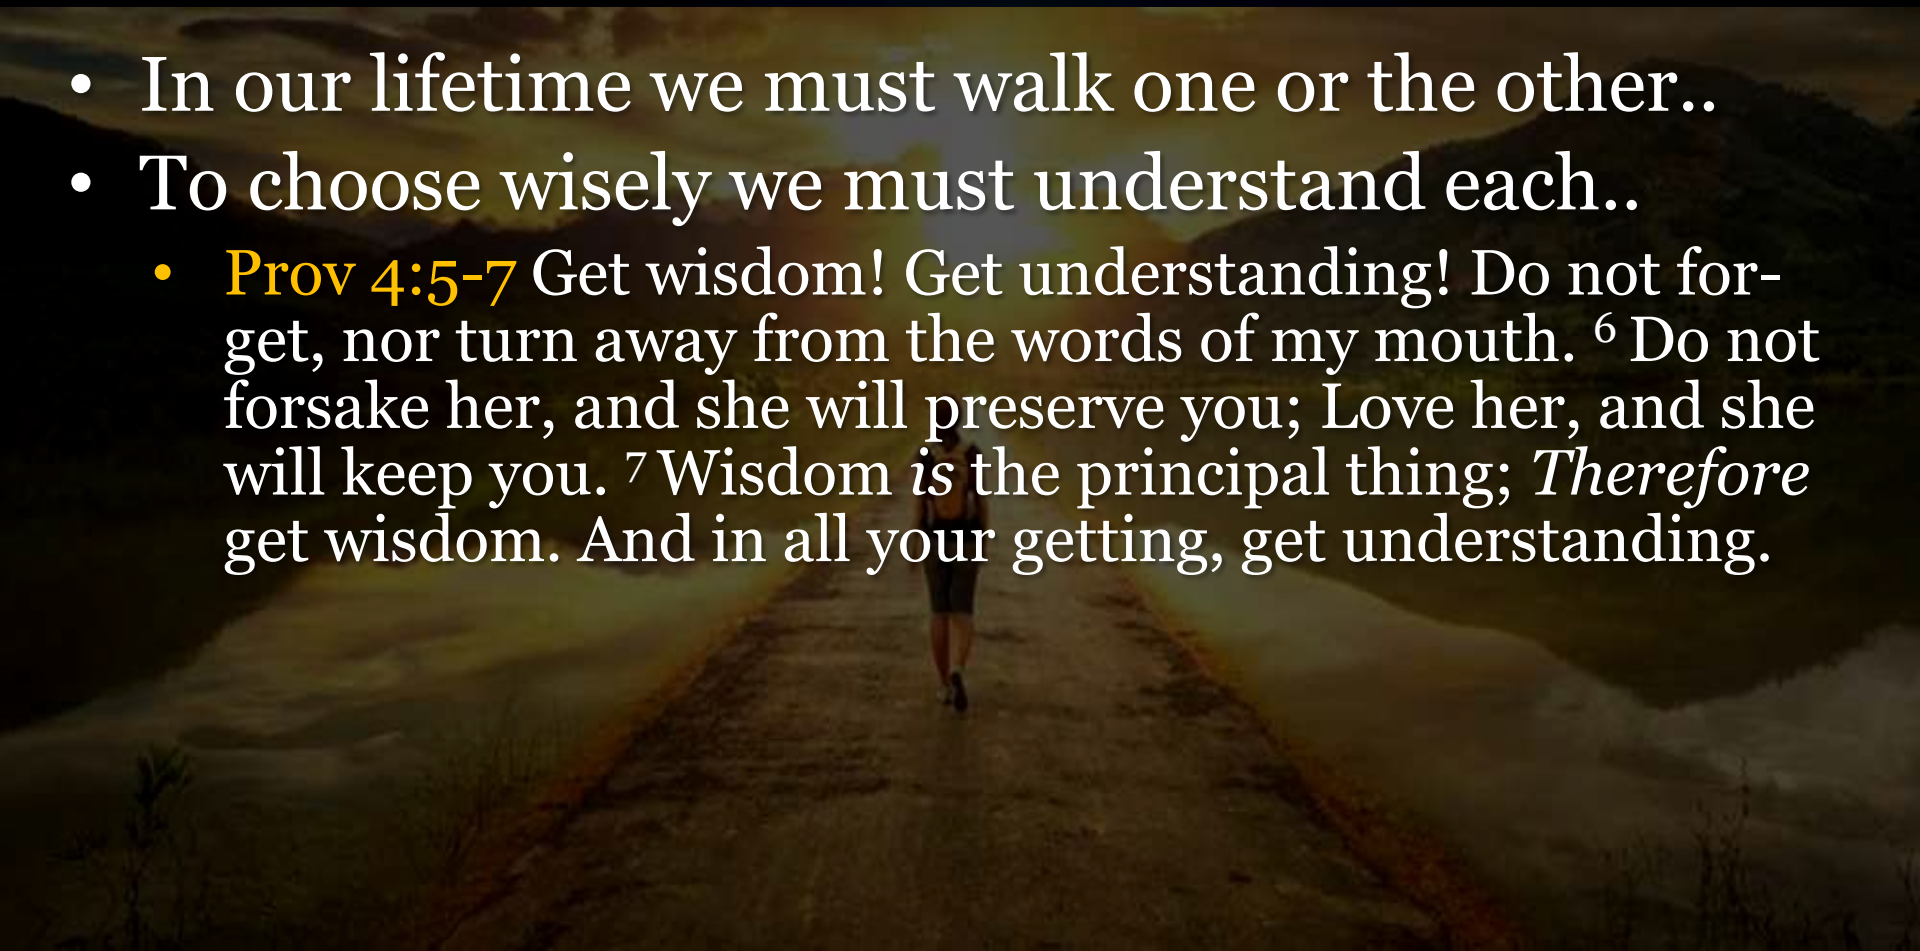 • In our lifetime we must walk one or the other..
• To choose wisely we must understand each..
• Prov 4:5-7 Get wisdom! Get understanding! Do not for-
get, nor turn away from the words of my mouth. 6 Do not
forsake her, and she will preserve you; Love her, and she
will keep you. 7 Wisdom is the principal thing; Therefore
get wisdom. And in all your getting, get understanding.